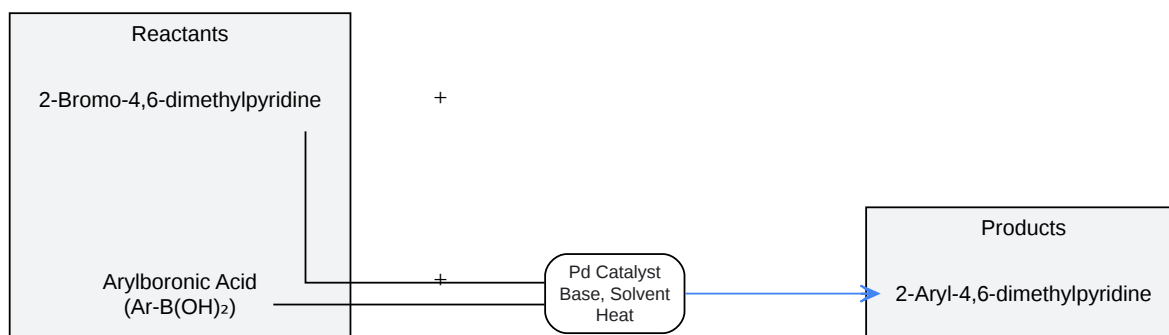 Reactants
2-Bromo-4,6-dimethylpyridine
+
Arylboronic Acid
(Ar-B(OH)₂)
+
Pd Catalyst
Base, Solvent
Heat
Products
2-Aryl-4,6-dimethylpyridine